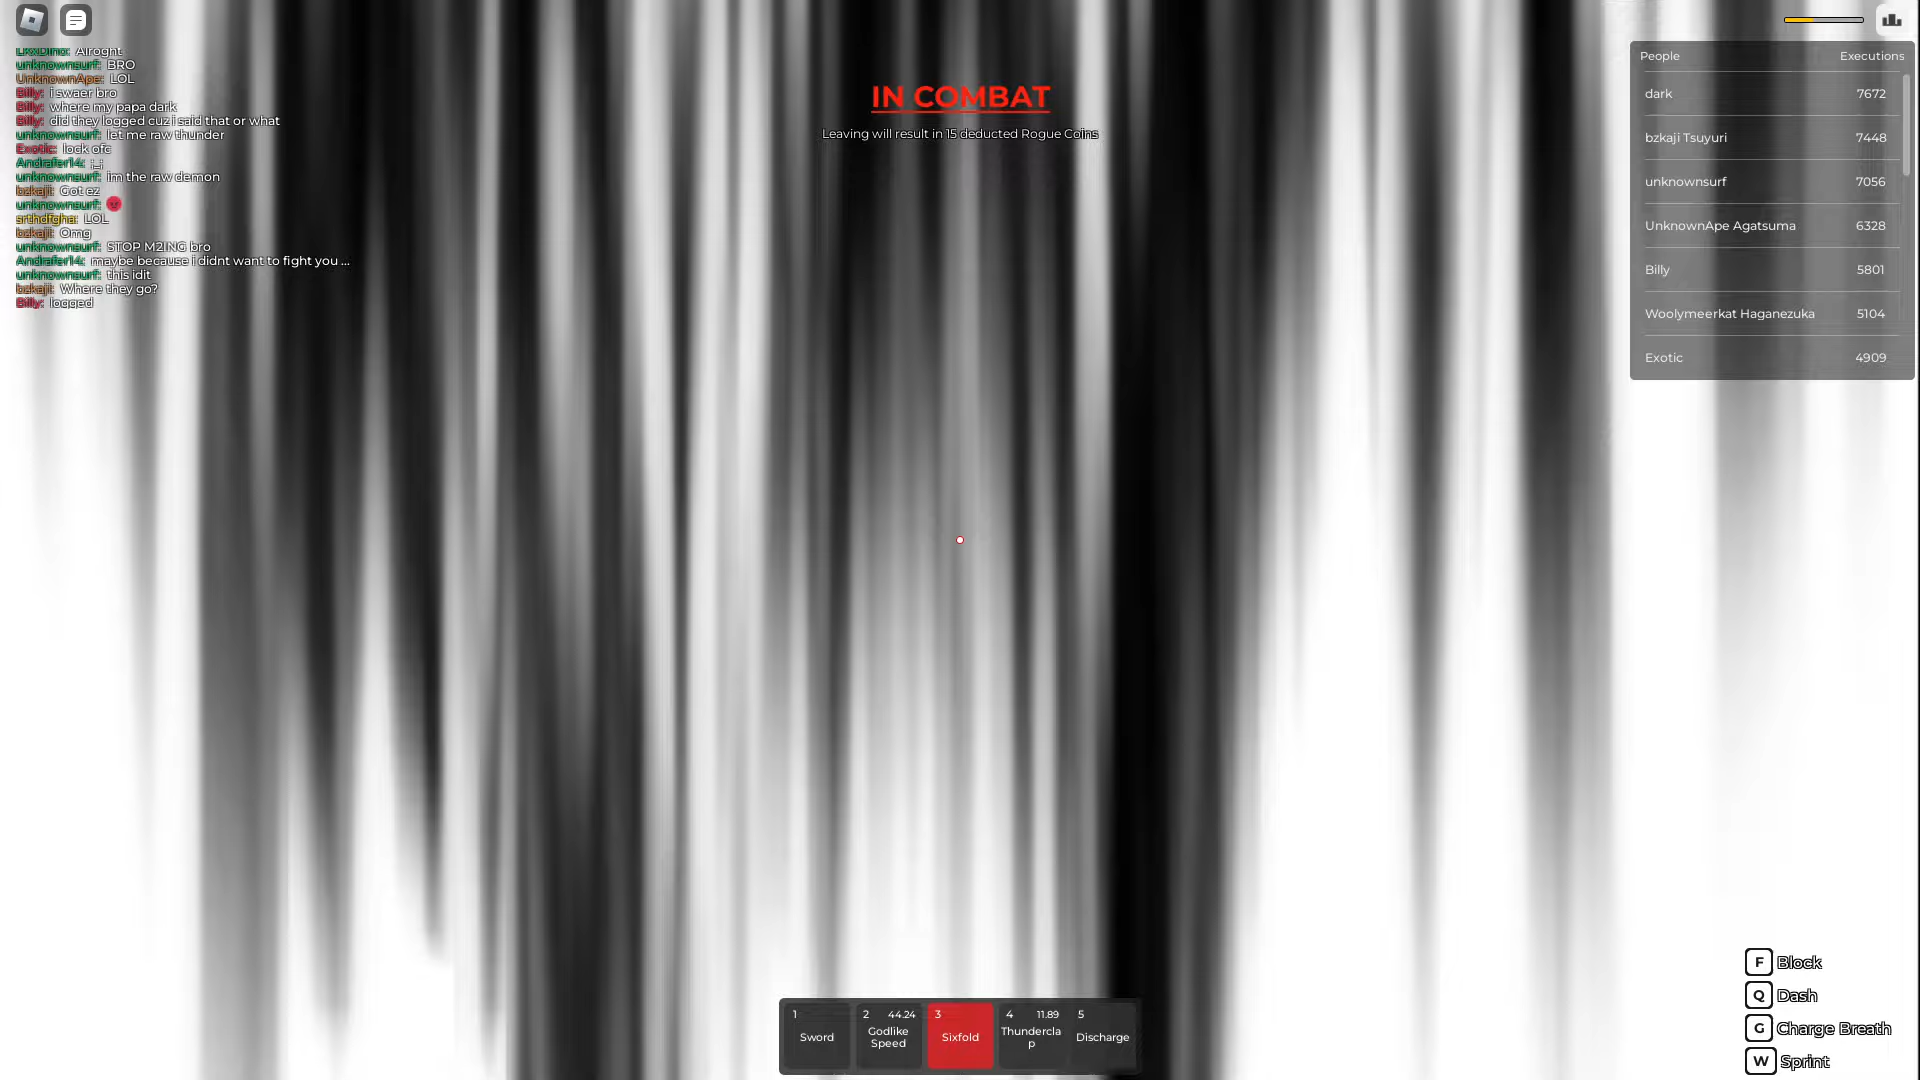 LkxDino: Alroght
unknownsurf: BRO
UnknownApe: LOL
Billy: i swaer bro
Billy: where my papa dark
Billy: did they logged cuz i said that or what
unknownsurf: let me raw thunder
Exotic: lock ofc
Andrafer14: ;_;
unknownsurf: im the raw demon
bzkaji: Got ez
unknownsurf: 😡
srthdfgha: LOL
bzkaji: Omg
unknownsurf: STOP M2ING bro
Andrafer14: maybe because i didnt want to fight you ...
unknownsurf: this idit
bzkaji: Where they go?
Billy: logged
IN COMBAT
Leaving will result in 15 deducted Rogue Coins
People Executions
dark 7672
bzkaji Tsuyuri 7448
unknownsurf 7056
UnknownApe Agatsuma 6328
Billy 5801
Woolymeerkat Haganezuka 5104
Exotic 4909
F Block
Q Dash
G Charge Breath
W Sprint
1 Sword
2 44.24 Godlike Speed
3 Sixfold
4 11.89 Thunderclap
5 Discharge